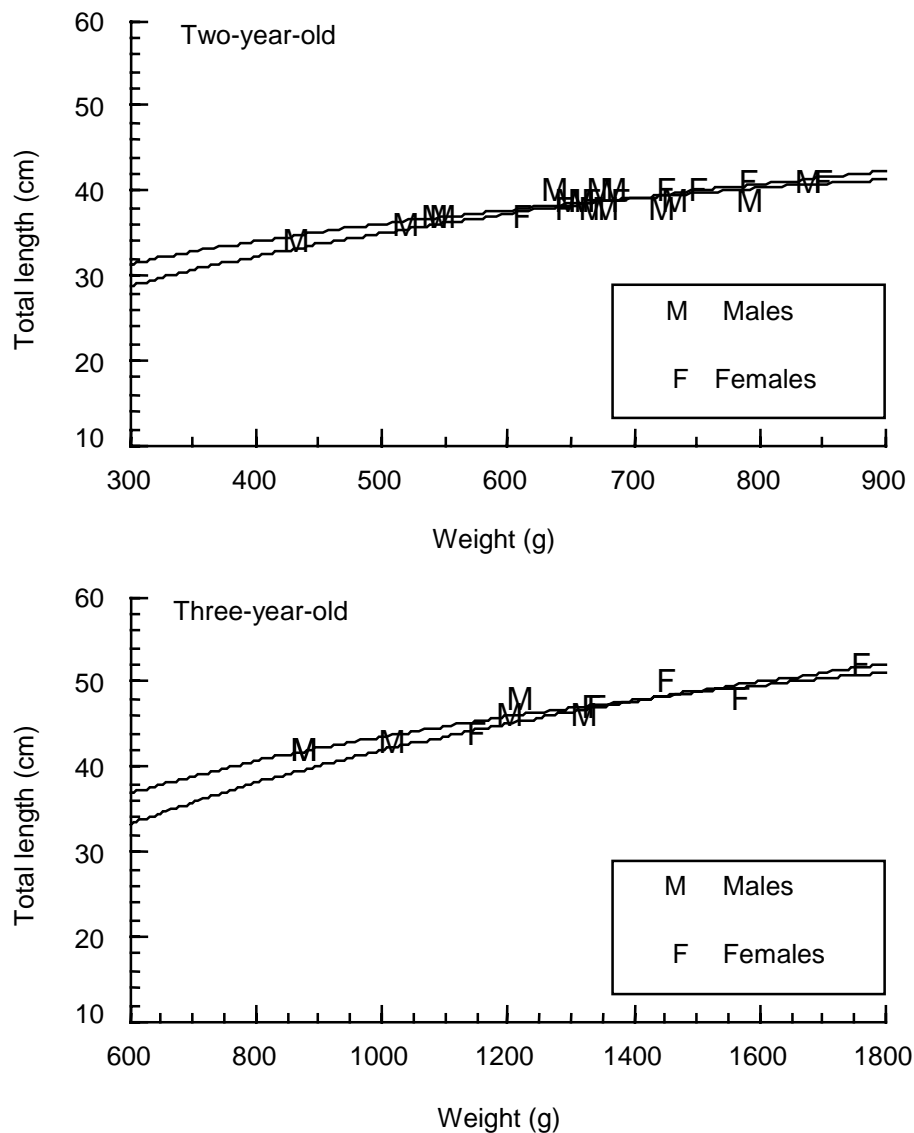 60
Two-year-old
50
40
30
20
10
Total length (cm)
M Males
F Females
300 400 500 600 700 800 900
Weight (g)
60
Three-year-old
50
40
30
20
10
Total length (cm)
M Males
F Females
600 800 1000 1200 1400 1600 1800
Weight (g)